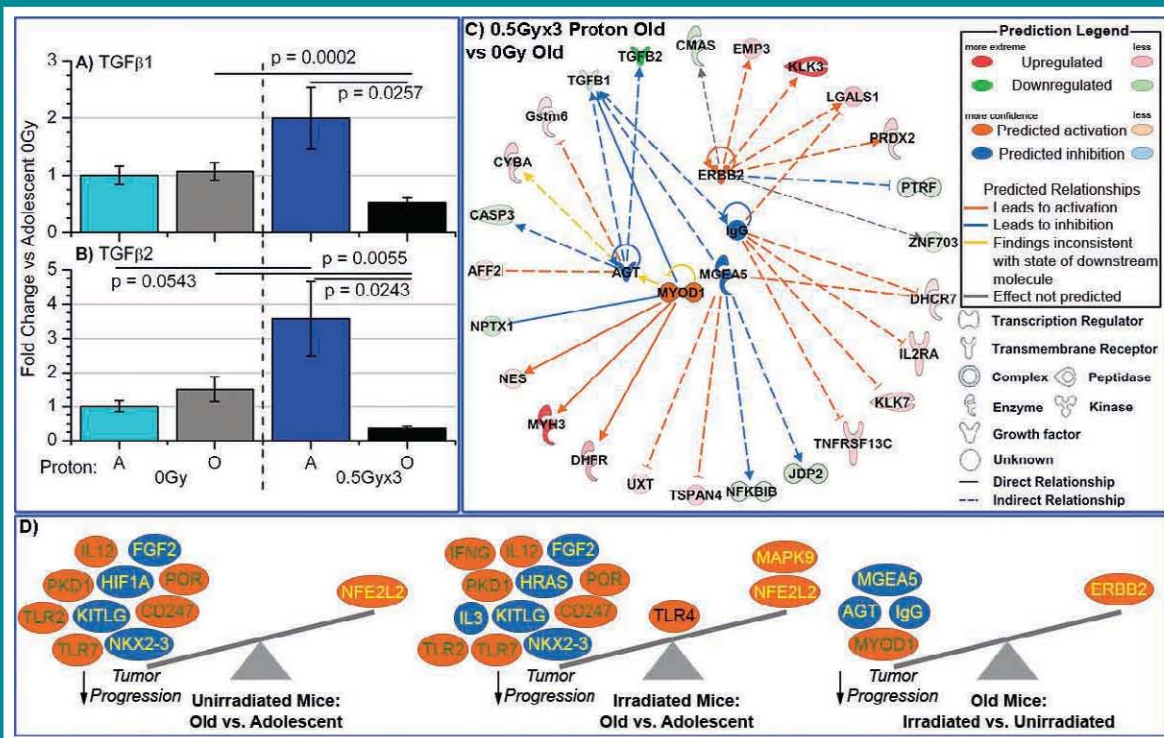 A) TGFβ1
p = 0.0002
p = 0.0257
3
2
1
0
B) TGFβ2
p = 0.0055
p = 0.0543
p = 0.0243
5
4
3
2
1
0
Fold Change vs Adolescent 0Gy
Proton: A O A O
0Gy 0.5Gyx3
C) 0.5Gyx3 Proton Old
vs 0Gy Old
TGFB2
CMAS
EMP3
TGFB1
KLK3
LGALS1
Gstm6
PRDX2
CYBA
ERBB2
PTRF
CASP3
IgG
ZNF703
AFF2
AGT
MGEA5
MYOD1
DHCR7
NPTX1
IL2RA
NES
KLK7
MYH3
TNFRSF13C
DHFR
JDP2
UXT
TSPAN4
NFKBIB
Prediction Legend
more extreme less
Upregulated
Downregulated
more confidence less
Predicted activation
Predicted inhibition
Predicted Relationships
Leads to activation
Leads to inhibition
Findings inconsistent
with state of downstream
molecule
Effect not predicted
Transcription Regulator
Transmembrane Receptor
Complex Peptidase
Enzyme Kinase
Growth factor
Unknown
Direct Relationship
Indirect Relationship
D)
IL12 FGF2
PKD1 HIF1A POR
TLR2 KITLG CD247
TLR7 NKX2-3
NFE2L2
Tumor
Progression
Unirradiated Mice:
Old vs. Adolescent
IFNG IL12 FGF2
PKD1 HRAS POR
IL3 KITLG CD247
TLR2 TLR7 NKX2-3
TLR4
MAPK9
NFE2L2
Tumor
Progression
Irradiated Mice:
Old vs. Adolescent
MGEA5
AGT IgG
MYOD1
ERBB2
Tumor
Progression
Old Mice:
Irradiated vs. Unirradiated